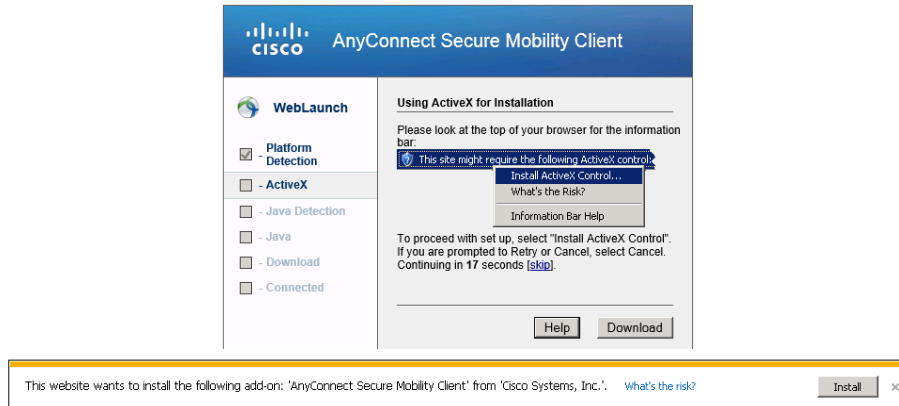 CISCO AnyConnect Secure Mobility Client
WebLaunch
- Platform Detection
- ActiveX
- Java Detection
- Java
- Download
- Connected
Using ActiveX for Installation
Please look at the top of your browser for the information
bar:
This site might require the following ActiveX control:
Install ActiveX Control...
What's the Risk?
Information Bar Help
To proceed with set up, select "Install ActiveX Control".
If you are prompted to Retry or Cancel, select Cancel.
Continuing in 17 seconds [skip].
Help Download
This website wants to install the following add-on: 'AnyConnect Secure Mobility Client' from 'Cisco Systems, Inc.'. What's the risk? Install ×